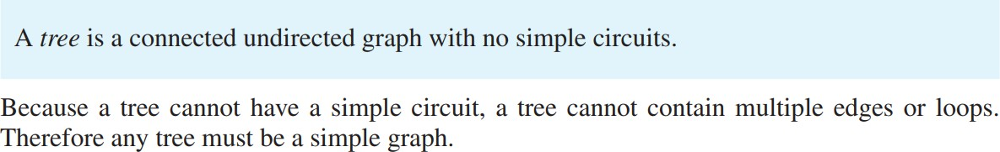 A tree is a connected undirected graph with no simple circuits.
Because a tree cannot have a simple circuit, a tree cannot contain multiple edges or loops.
Therefore any tree must be a simple graph.